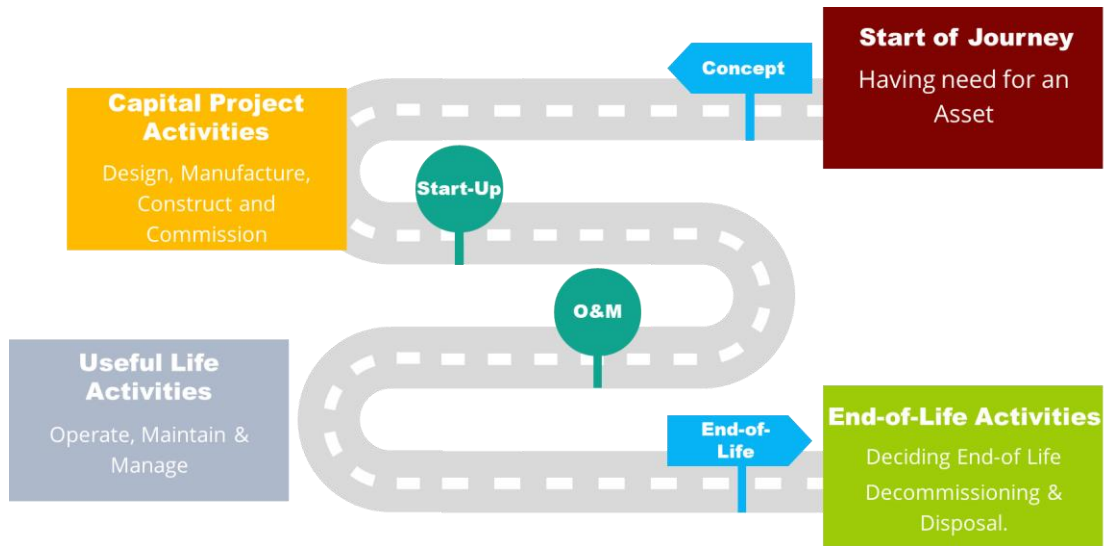 Start of Journey
Having need for an
Asset
Concept
Capital Project
Activities
Design, Manufacture,
Construct and
Commission
Start-Up
O&M
Useful Life
Activities
Operate, Maintain &
Manage
End-of-
Life
End-of-Life Activities
Deciding End-of Life
Decommissioning &
Disposal.